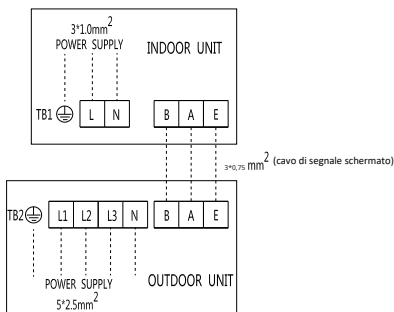 3*1.0mm²
POWER SUPPLY
INDOOR UNIT
TB1 L N B A E
3*0,75 mm² (cavo di segnale schermato)
TB2 L1 L2 L3 N B A E
POWER SUPPLY
OUTDOOR UNIT
5*2.5mm²